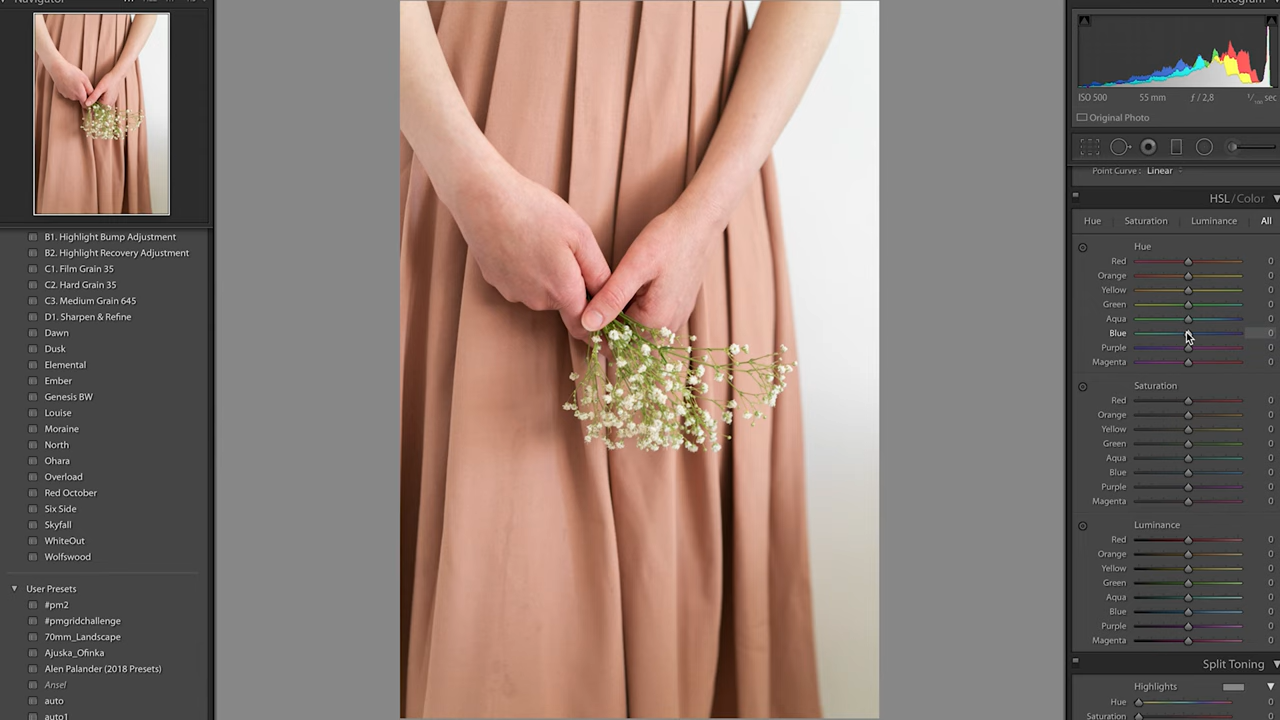 Navigator
B1. Highlight Bump Adjustment
B2. Highlight Recovery Adjustment
C1. Film Grain 35
C2. Hard Grain 35
C3. Medium Grain 645
D1. Sharpen & Refine
Dawn
Dusk
Elemental
Ember
Genesis BW
Louise
Moraine
North
Ohara
Overload
Red October
Six Side
Skyfall
WhiteOut
Wolfswood
User Presets
#pm2
#pmgridchallenge
70mm_Landscape
Ajuska_Ofinka
Alen Palander (2018 Presets)
Ansel
auto
auto1
Histogram
ISO 500 55 mm ƒ / 2,8 sec
Original Photo
Point Curve : Linear
HSL / Color
Hue Saturation Luminance All
Hue
Red 0
Orange 0
Yellow 0
Green 0
Aqua 0
Blue 0
Purple 0
Magenta 0
Saturation
Red 0
Orange 0
Yellow 0
Green 0
Aqua 0
Blue 0
Purple 0
Magenta 0
Luminance
Red 0
Orange 0
Yellow 0
Green 0
Aqua 0
Blue 0
Purple 0
Magenta 0
Split Toning
Highlights
Hue 0
Saturation 0